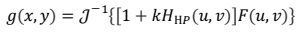 g(x,y) = 𝒥⁻¹{[1 + kH_HP(u,v)]F(u,v)}